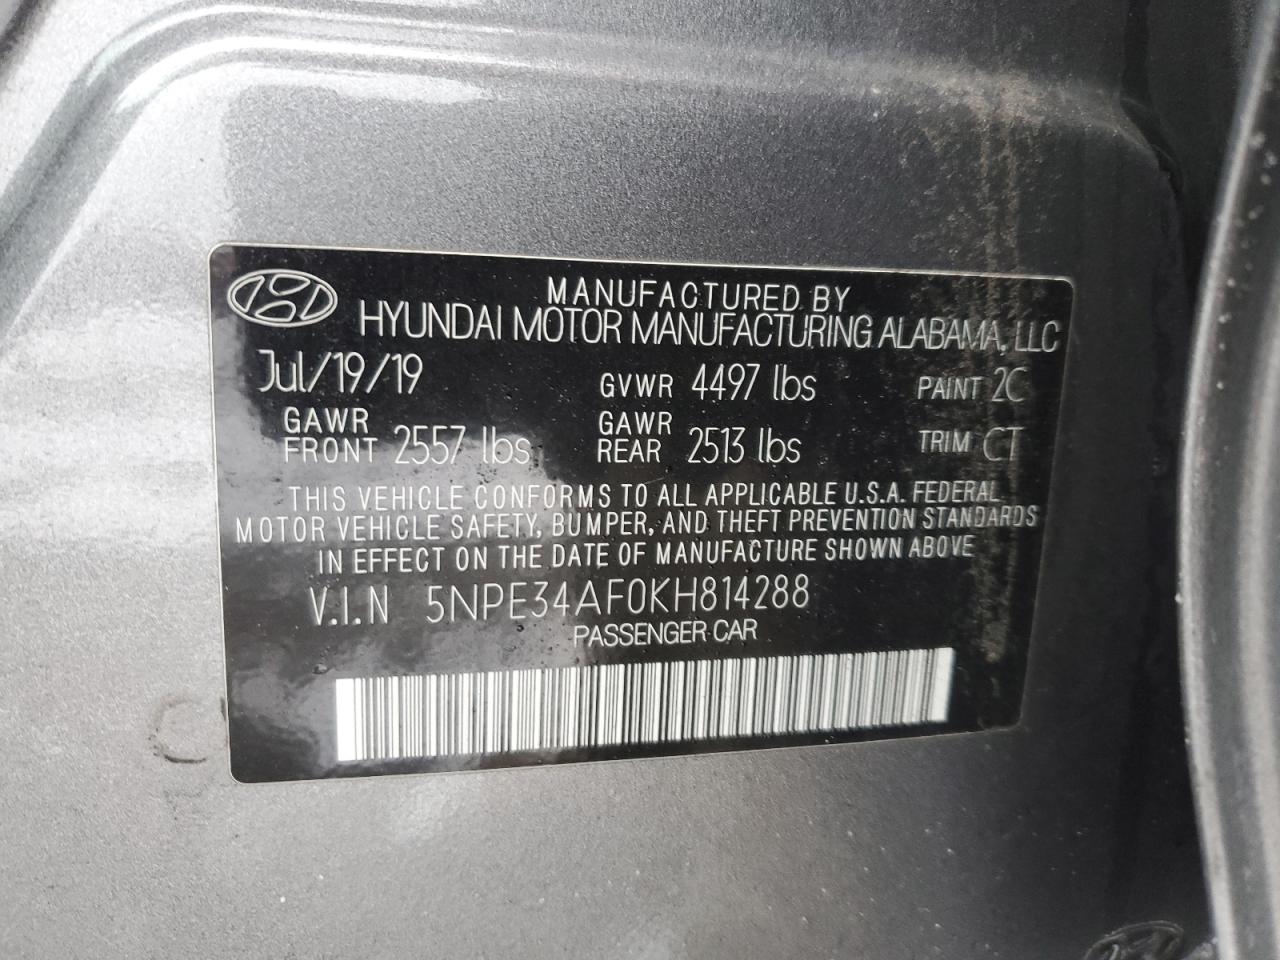 MANUFACTURED BY
HYUNDAI MOTOR MANUFACTURING ALABAMA, LLC
Jul/19/19 GVWR 4497 lbs PAINT 2C
GAWR FRONT 2557 lbs GAWR REAR 2513 lbs TRIM CT
THIS VEHICLE CONFORMS TO ALL APPLICABLE U.S.A. FEDERAL
MOTOR VEHICLE SAFETY, BUMPER, AND THEFT PREVENTION STANDARDS
IN EFFECT ON THE DATE OF MANUFACTURE SHOWN ABOVE
V.I.N 5NPE34AF0KH814288
PASSENGER CAR